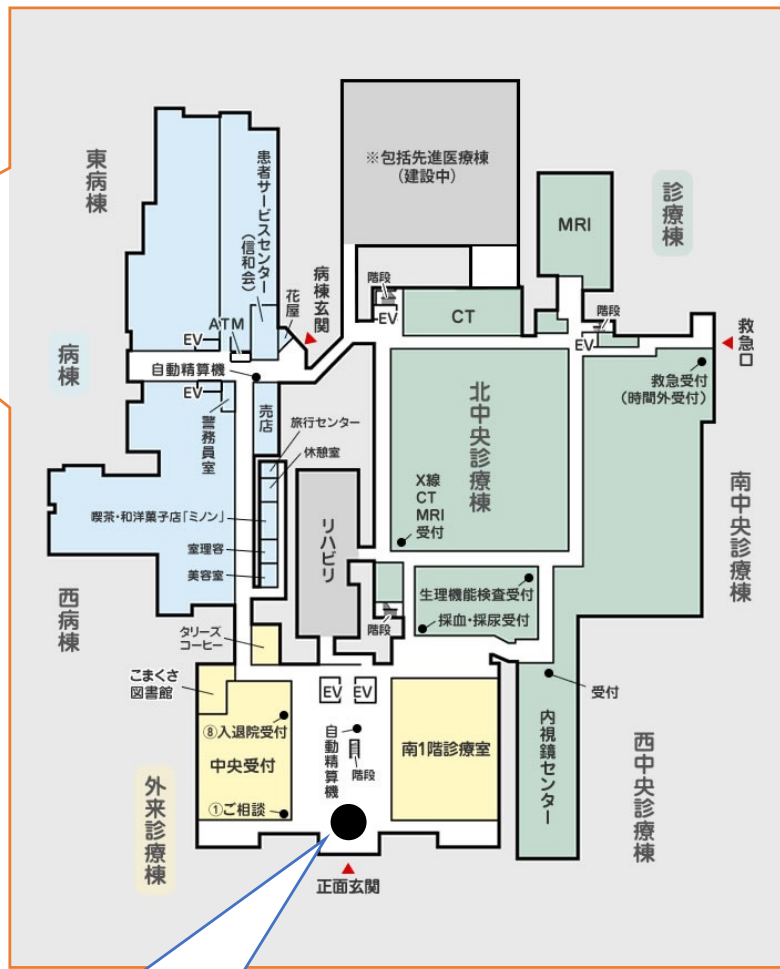 ※包括先進医療棟
(建設中)
東病棟
患者サービスセンター
(信和会)
診療棟
MRI
病棟玄関
花屋
階段
EV
CT
階段
EV
救急口
ATM
EV
病棟
自動精算機
EV
救急受付
(時間外受付)
売店
警務員室
旅行センター
休憩室
北中央診療棟
X線
CT
MRI
受付
南中央診療棟
リハビリ
喫茶・和洋菓子店「ミノン」
室理容
美容室
生理機能検査受付
採血・採尿受付
階段
西病棟
タリーズ
コーヒー
こまくさ
図書館
EV
EV
受付
⑧入退院受付
中央受付
自動精算機
階段
南1階診療室
内視鏡センター
西中央診療棟
①ご相談
外来診療棟
正面玄関